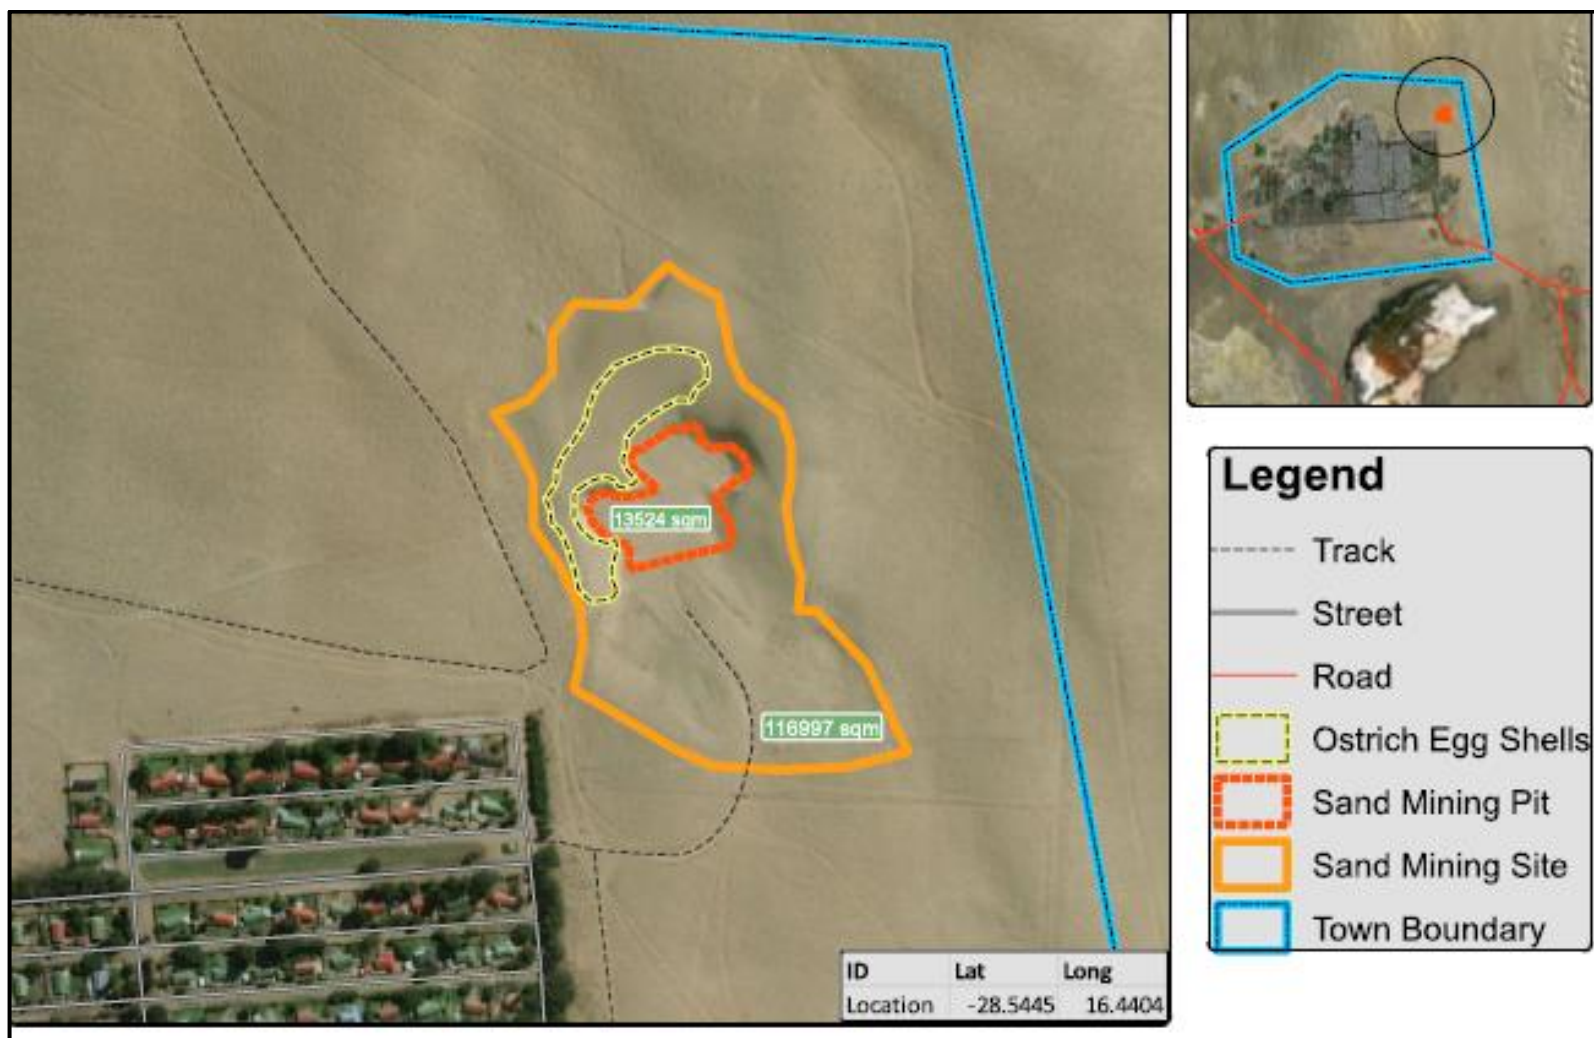 13524 sqm
116997 sqm
ID Lat Long
Location -28.5445 16.4404
Legend
Track
Street
Road
Ostrich Egg Shells
Sand Mining Pit
Sand Mining Site
Town Boundary